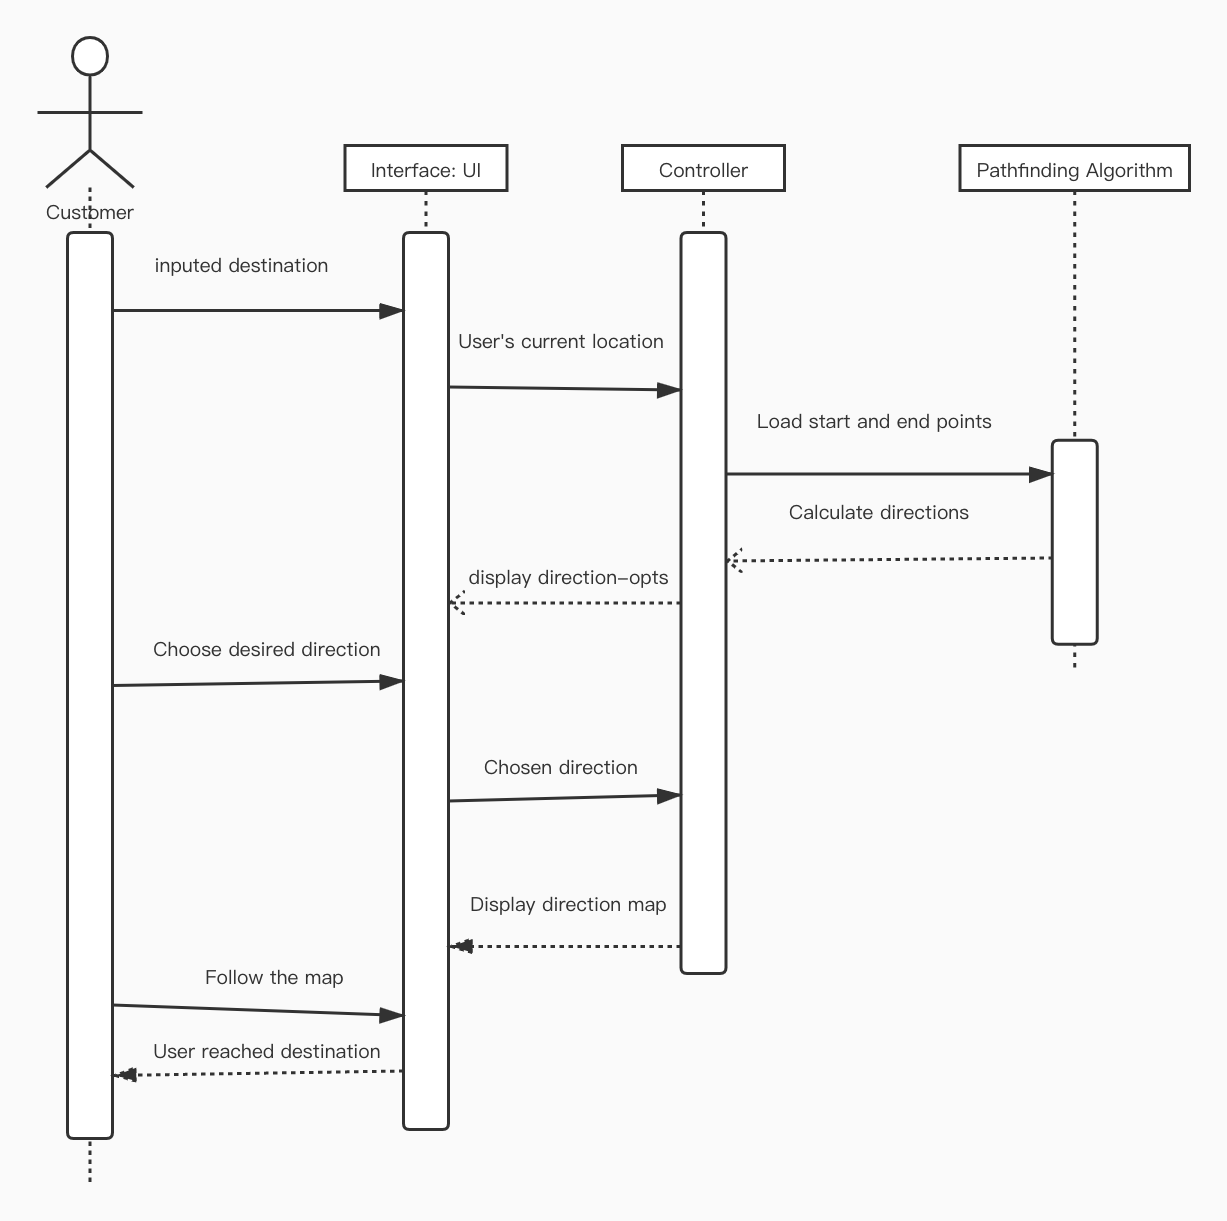 Interface: UI
Controller
Pathfinding Algorithm
Customer
inputed destination
User's current location
Load start and end points
Calculate directions
display direction-opts
Choose desired direction
Chosen direction
Display direction map
Follow the map
User reached destination